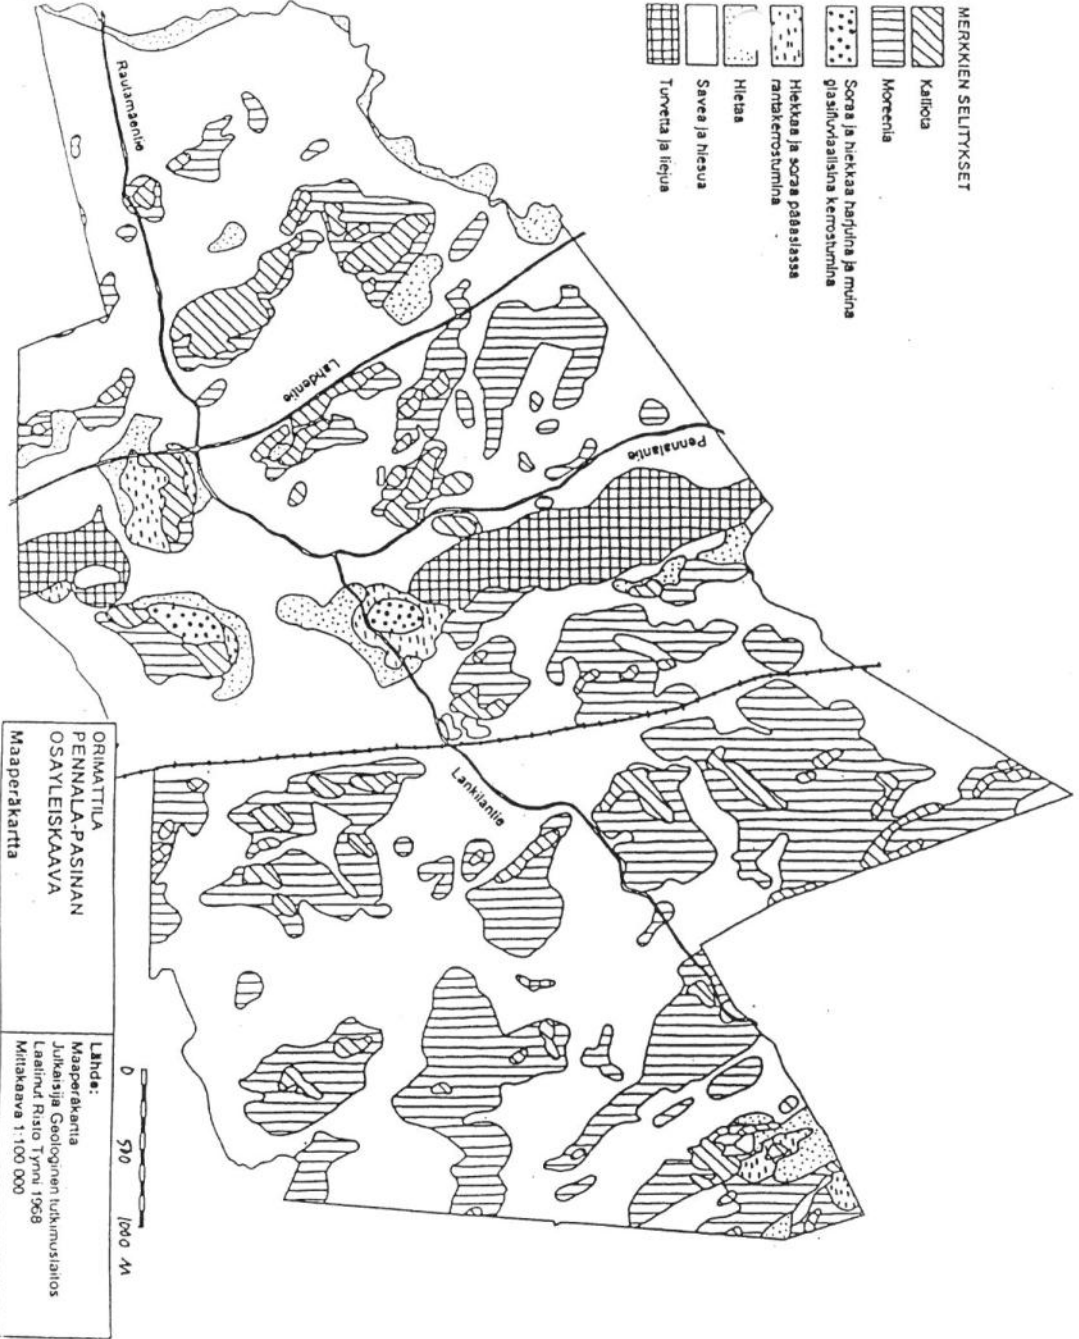 MERKKIEN SELITYKSET
Kalliota
Moreenia
Soraa ja hiekkaa harjuina ja muina
glasifluviaalisina kerrostumina
Hiekkaa ja soraa pääasiassa
rantakerrostumina
Hietaa
Savea ja hiesua
Turvetta ja liejua
Raulamaentie
Lahdentie
Pennalantie
Lankilantie
ORIMATTILA
PENNALA-PASINAN
OSAYLEISKAAVA
Maaperäkartta
Lähde:
Maaperäkartta
Julkaisija Geologinen tutkimuslaitos
Laatinut Risto Tynni 1968
Mittakaava 1:100 000
0 500 1000 M